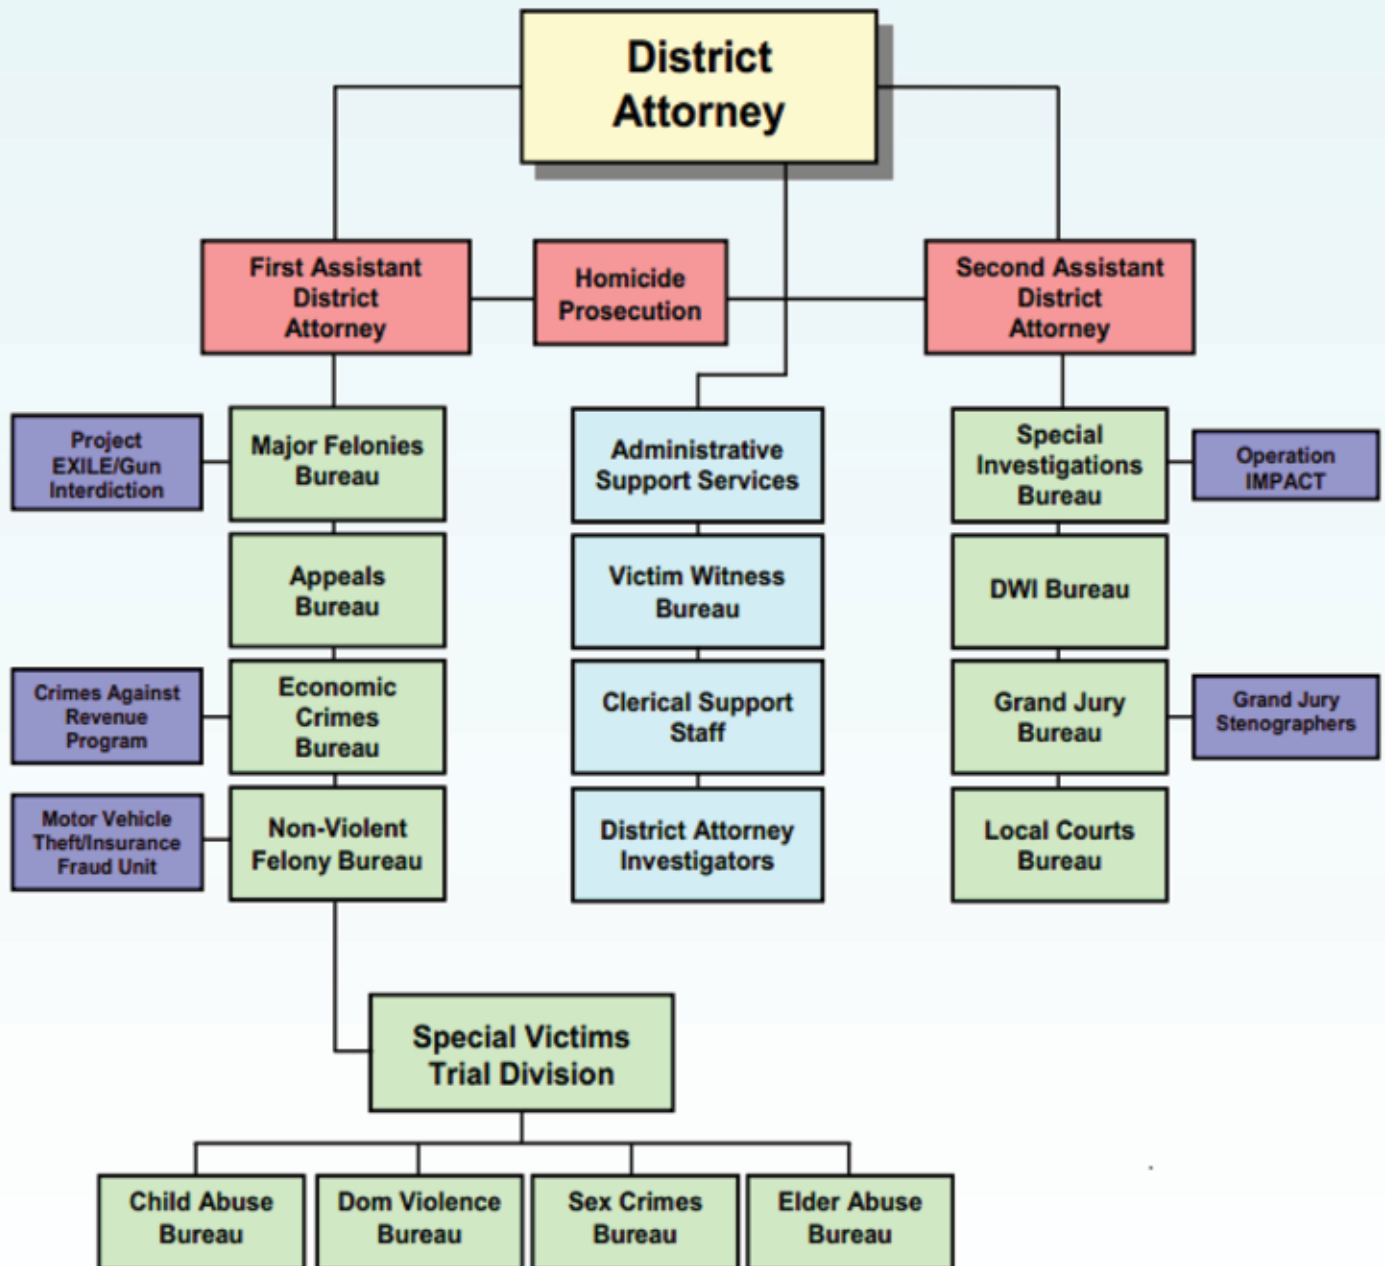 District
Attorney
First Assistant
District
Attorney
Homicide
Prosecution
Second Assistant
District
Attorney
Project
EXILE/Gun
Interdiction
Major Felonies
Bureau
Administrative
Support Services
Special
Investigations
Bureau
Operation
IMPACT
Appeals
Bureau
Victim Witness
Bureau
DWI Bureau
Crimes Against
Revenue
Program
Economic
Crimes
Bureau
Clerical Support
Staff
Grand Jury
Bureau
Grand Jury
Stenographers
Motor Vehicle
Theft/Insurance
Fraud Unit
Non-Violent
Felony Bureau
District Attorney
Investigators
Local Courts
Bureau
Special Victims
Trial Division
Child Abuse
Bureau
Dom Violence
Bureau
Sex Crimes
Bureau
Elder Abuse
Bureau